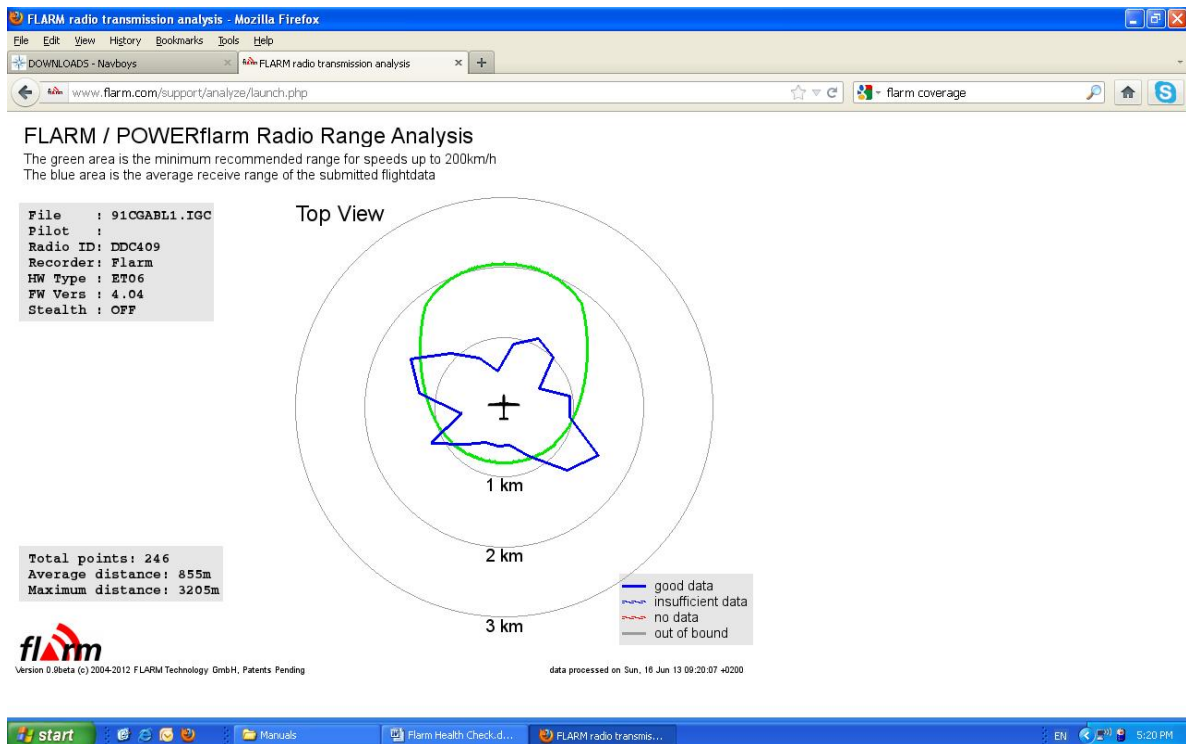 FLARM radio transmission analysis - Mozilla Firefox
File Edit View History Bookmarks Tools Help
DOWNLOADS - Navboys
FLARM radio transmission analysis
www.flarm.com/support/analyze/launch.php
flarm coverage
FLARM / POWERflarm Radio Range Analysis
The green area is the minimum recommended range for speeds up to 200km/h
The blue area is the average receive range of the submitted flightdata
File : 91CGABL1.IGC
Pilot :
Radio ID: DDC409
Recorder: Flarm
HW Type : ET06
FW Vers : 4.04
Stealth : OFF
Top View
1 km
2 km
3 km
Total points: 246
Average distance: 855m
Maximum distance: 3205m
good data
insufficient data
no data
out of bound
flarm
Version 0.9beta (c) 2004-2012 FLARM Technology GmbH, Patents Pending
data processed on Sun, 16 Jun 13 09:20:07 +0200
start
Manuals
Flarm Health Check.d...
FLARM radio transmis...
EN
5:20 PM